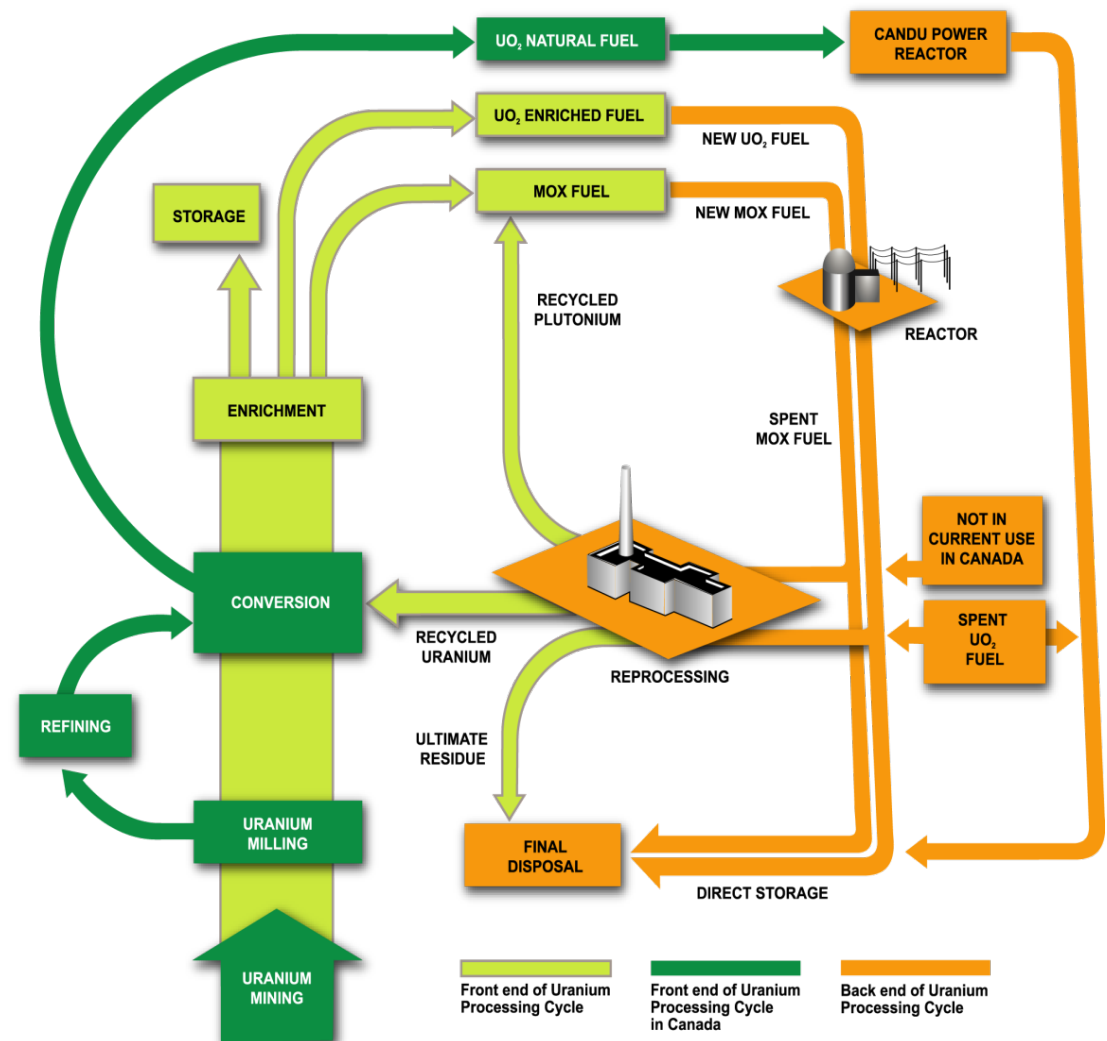 UO₂ NATURAL FUEL
CANDU POWER
REACTOR
UO₂ ENRICHED FUEL
NEW UO₂ FUEL
MOX FUEL
NEW MOX FUEL
STORAGE
RECYCLED
PLUTONIUM
REACTOR
ENRICHMENT
SPENT
MOX FUEL
NOT IN
CURRENT USE
IN CANADA
CONVERSION
RECYCLED
URANIUM
SPENT
UO₂
FUEL
REPROCESSING
REFINING
ULTIMATE
RESIDUE
URANIUM
MILLING
FINAL
DISPOSAL
DIRECT STORAGE
URANIUM
MINING
Front end of Uranium
Processing Cycle
Front end of Uranium
Processing Cycle
in Canada
Back end of Uranium
Processing Cycle